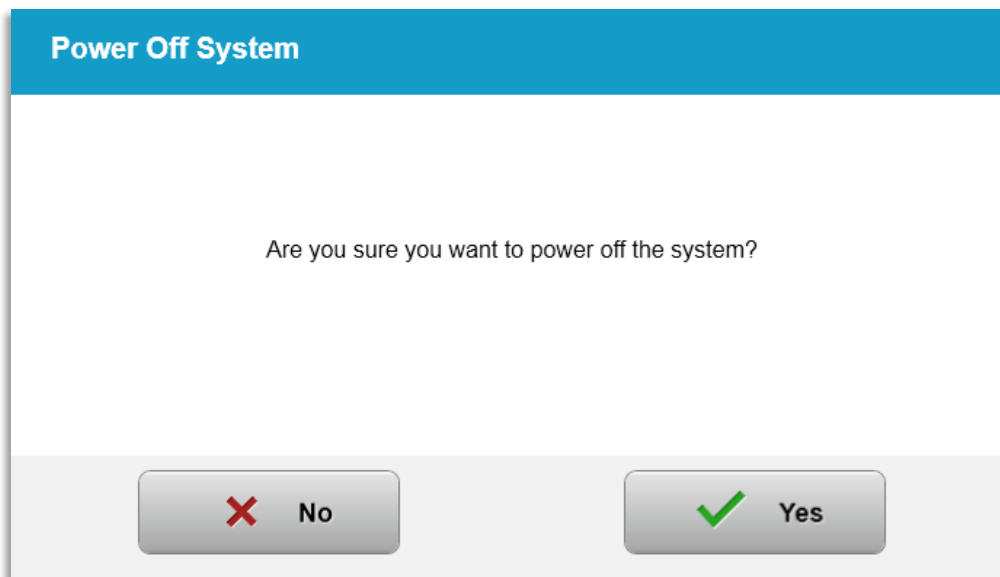 Power Off System
Are you sure you want to power off the system?
No
Yes